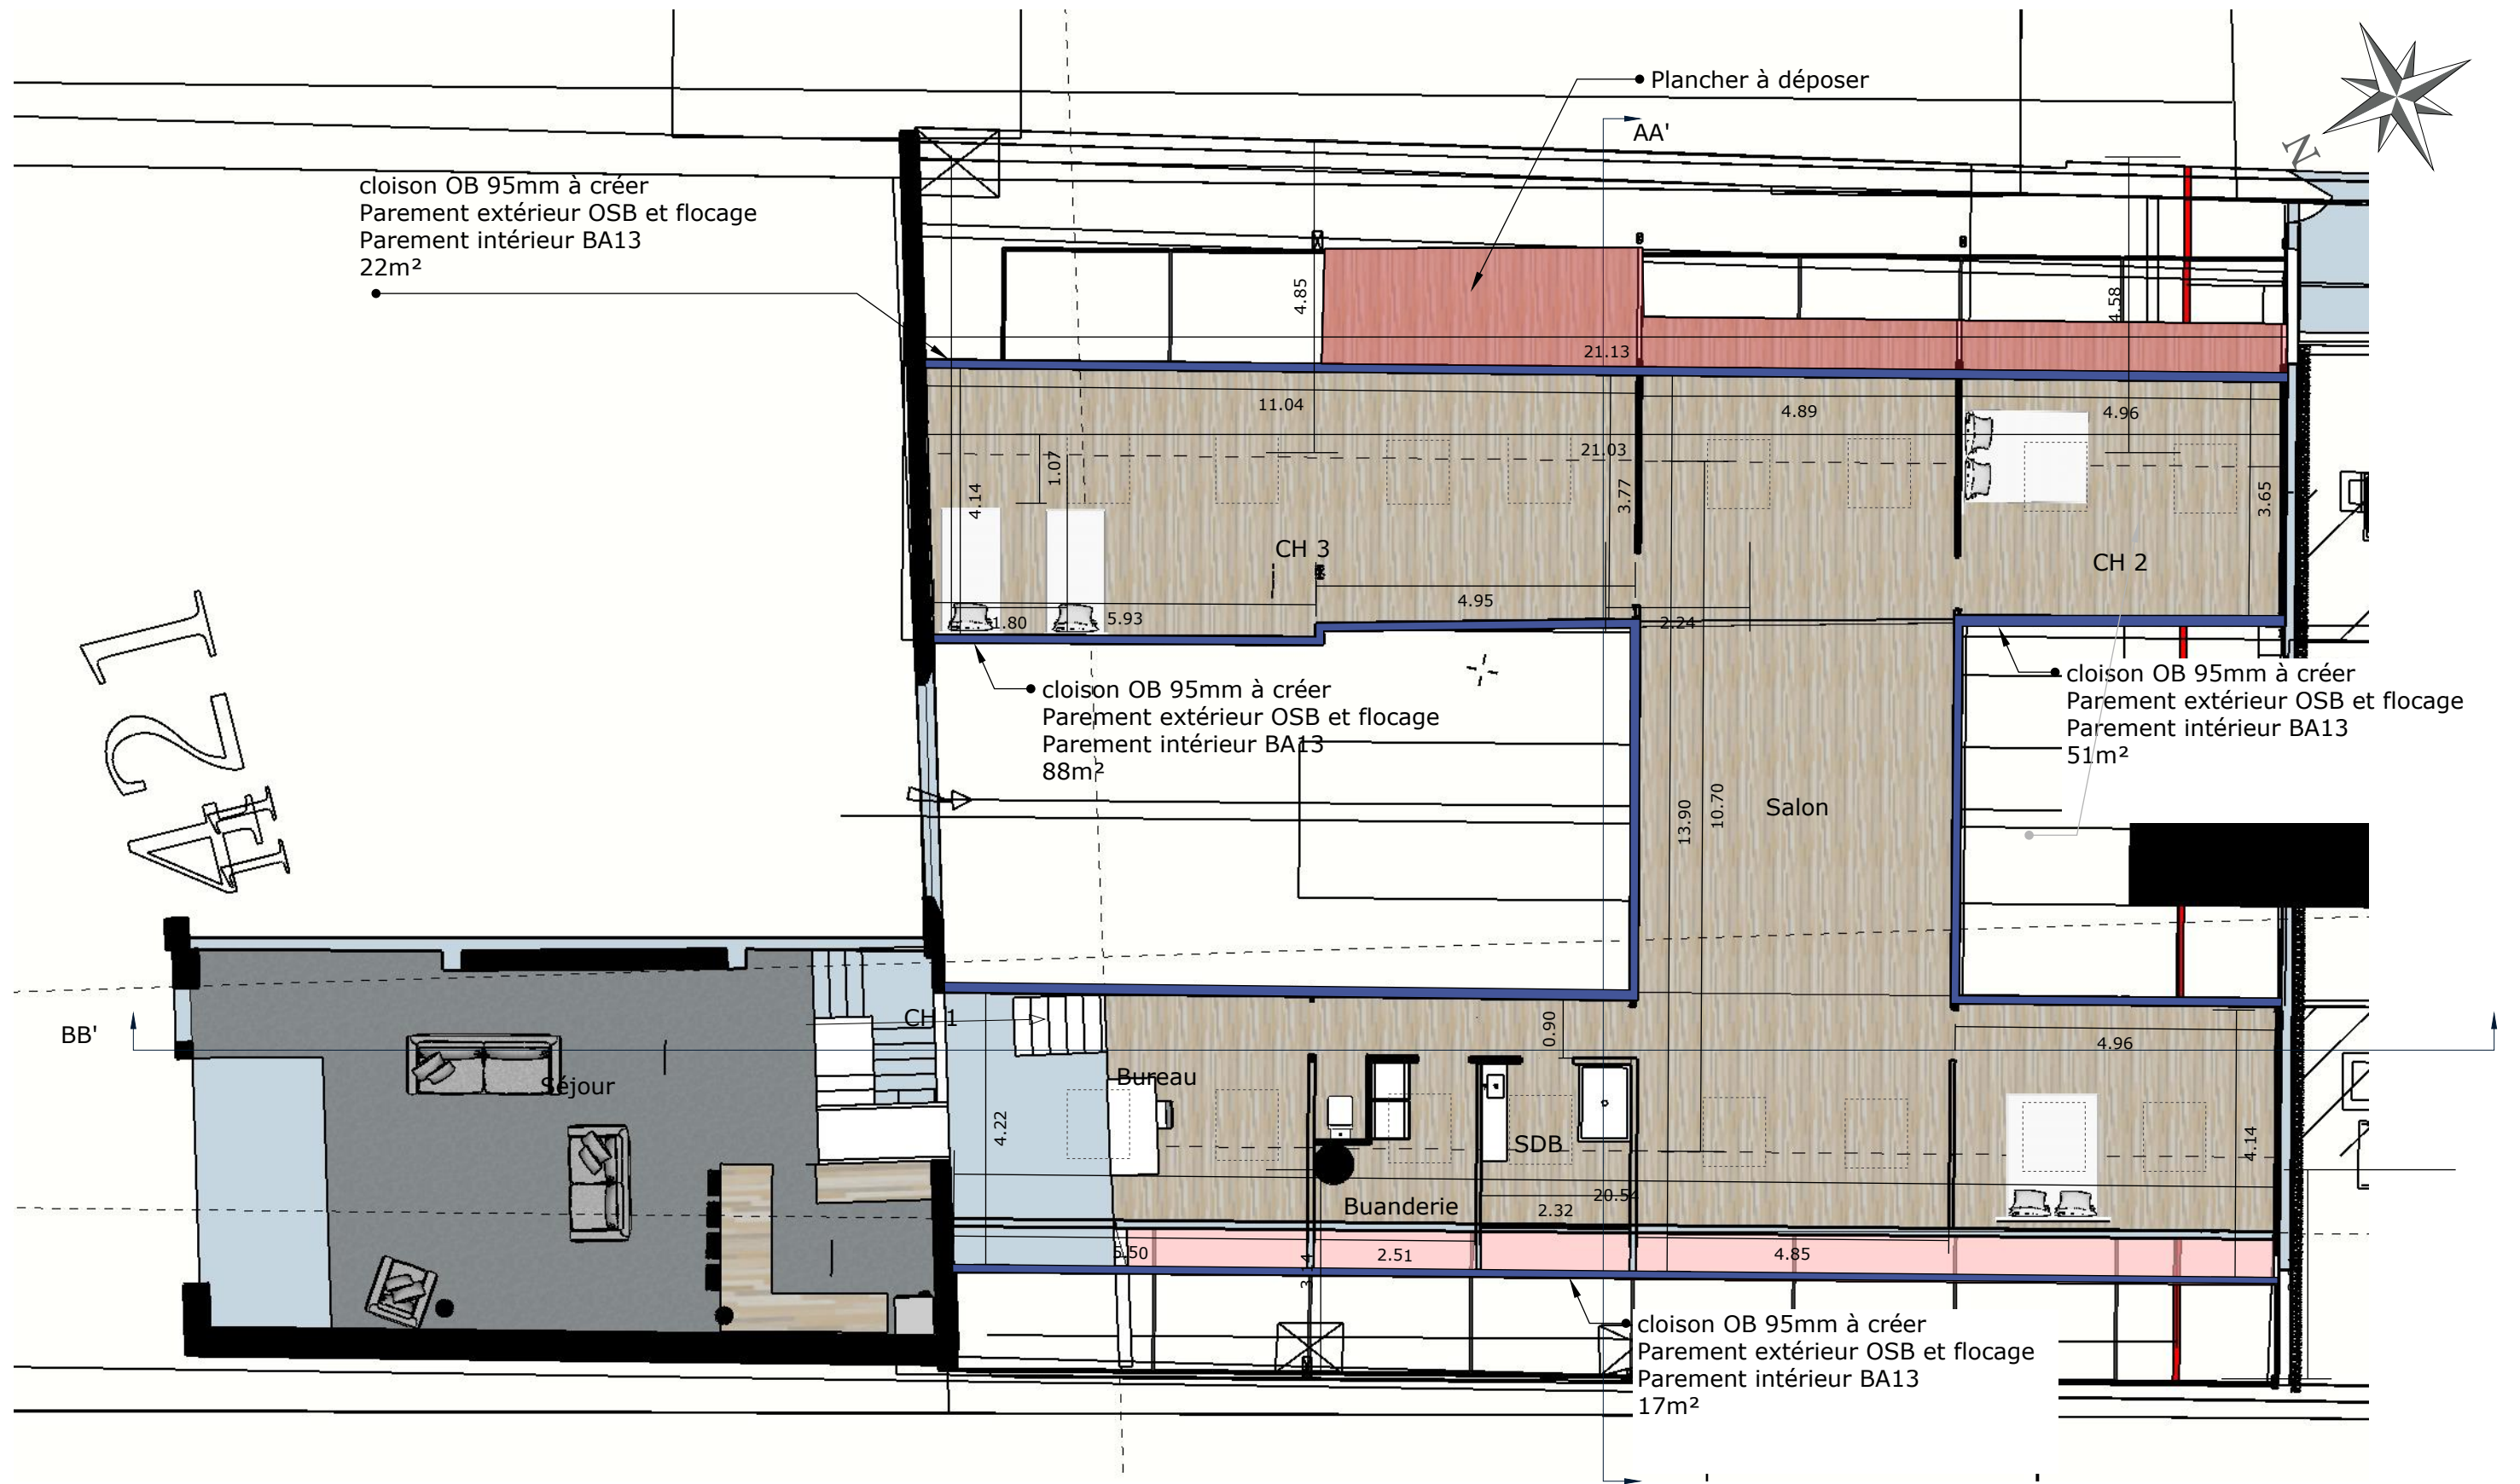 Plancher à déposer
AA'
N
cloison OB 95mm à créer
Parement extérieur OSB et flocage
Parement intérieur BA13
22m²
4.85
4.58
21.13
11.04
4.89
4.96
21.03
1.07
4.14
3.77
3.65
CH 3
CH 2
4.95
1.80
5.93
2.24
cloison OB 95mm à créer
Parement extérieur OSB et flocage
Parement intérieur BA13
88m²
cloison OB 95mm à créer
Parement extérieur OSB et flocage
Parement intérieur BA13
51m²
421
13.90
10.70
Salon
CH 1
BB'
0.90
4.96
Séjour
Bureau
4.22
SDB
4.14
Buanderie
20.54
2.32
2.51
4.85
cloison OB 95mm à créer
Parement extérieur OSB et flocage
Parement intérieur BA13
17m²